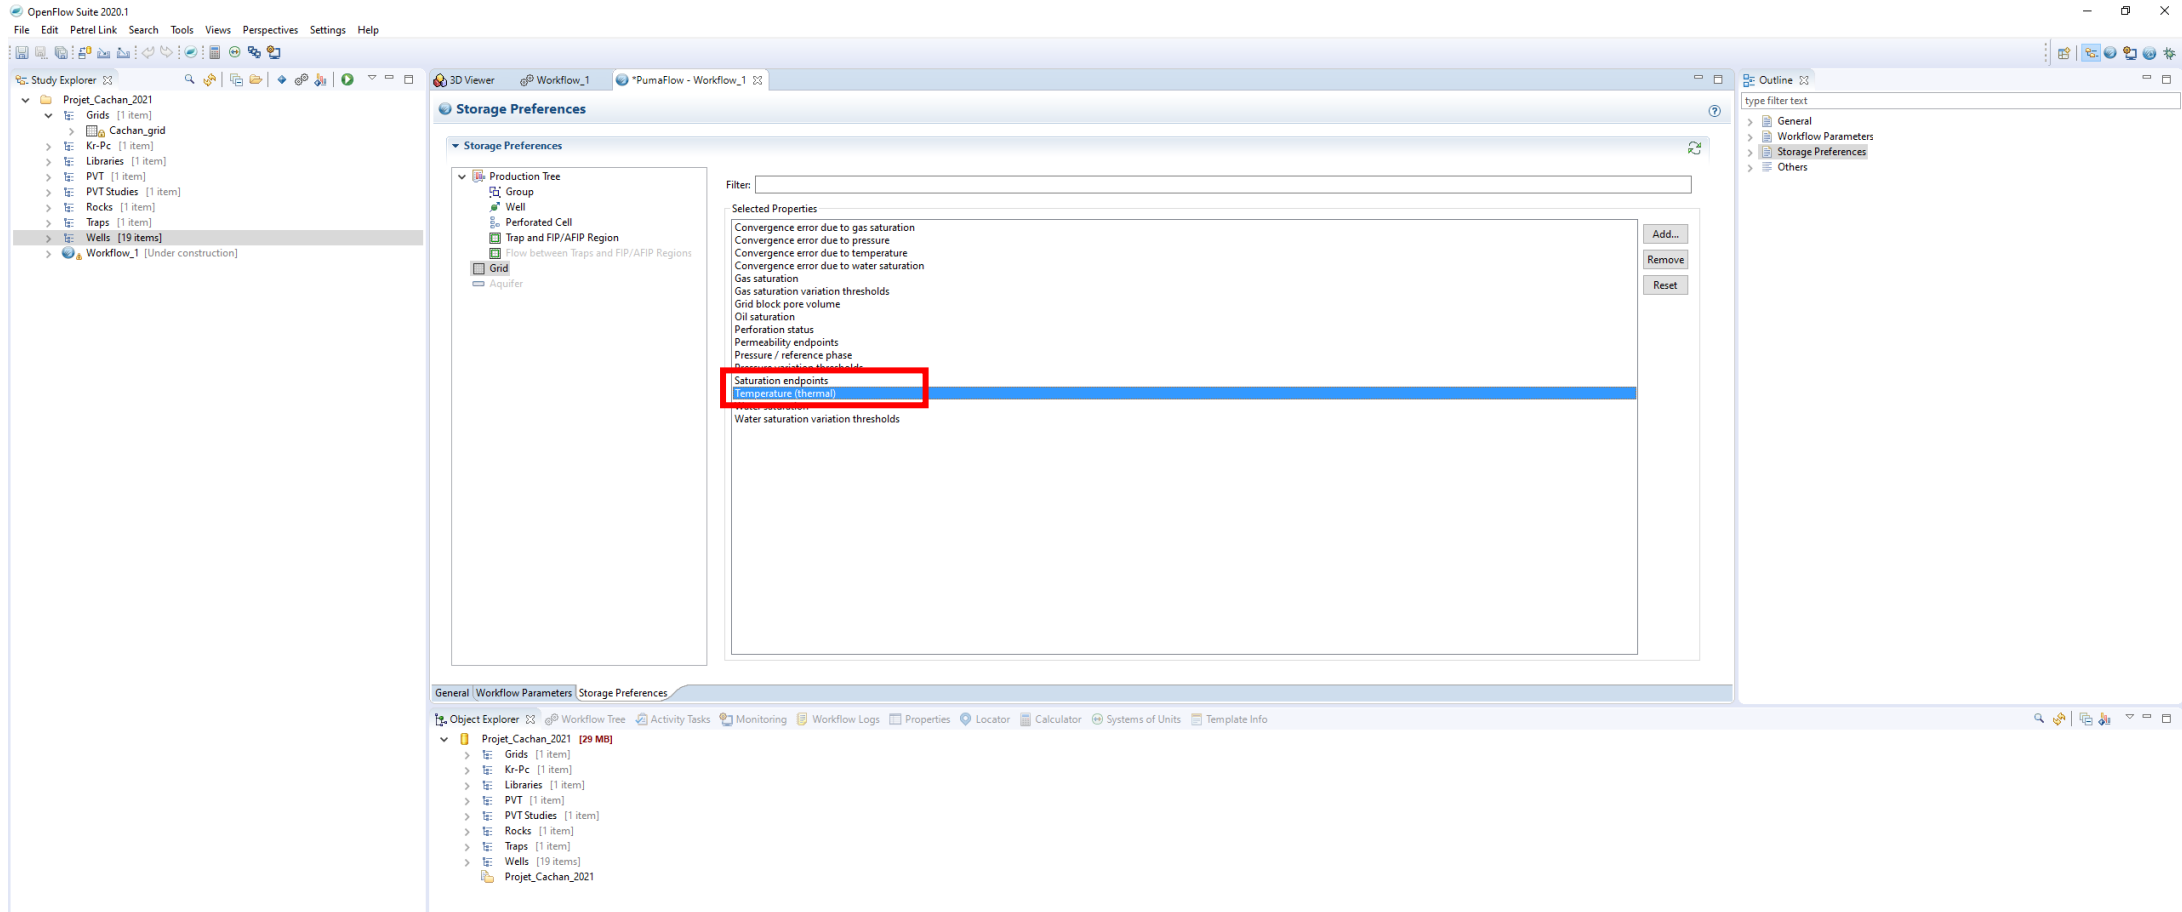 OpenFlow Suite 2020.1
File Edit Petrel Link Search Tools Views Perspectives Settings Help
Study Explorer
Projet_Cachan_2021
Grids [1 item]
Cachan_grid
Kr-Pc [1 item]
Libraries [1 item]
PVT [1 item]
PVT Studies [1 item]
Rocks [1 item]
Traps [1 item]
Wells [19 items]
Workflow_1 [Under construction]
3D Viewer Workflow_1 *PumaFlow - Workflow_1
Storage Preferences
Storage Preferences
Production Tree
Group
Well
Perforated Cell
Trap and FIP/AFIP Region
Flow between Traps and FIP/AFIP Regions
Grid
Aquifer
Filter:
Selected Properties
Convergence error due to gas saturation
Convergence error due to pressure
Convergence error due to temperature
Convergence error due to water saturation
Gas saturation
Gas saturation variation thresholds
Grid block pore volume
Oil saturation
Perforation status
Permeability endpoints
Pressure / reference phase
Pressure variation thresholds
Saturation endpoints
Temperature (thermal)
Water saturation
Water saturation variation thresholds
Add...
Remove
Reset
General Workflow Parameters Storage Preferences
Outline
type filter text
General
Workflow Parameters
Storage Preferences
Others
Object Explorer Workflow Tree Activity Tasks Monitoring Workflow Logs Properties Locator Calculator Systems of Units Template Info
Projet_Cachan_2021 [29 MB]
Grids [1 item]
Kr-Pc [1 item]
Libraries [1 item]
PVT [1 item]
PVT Studies [1 item]
Rocks [1 item]
Traps [1 item]
Wells [19 items]
Projet_Cachan_2021